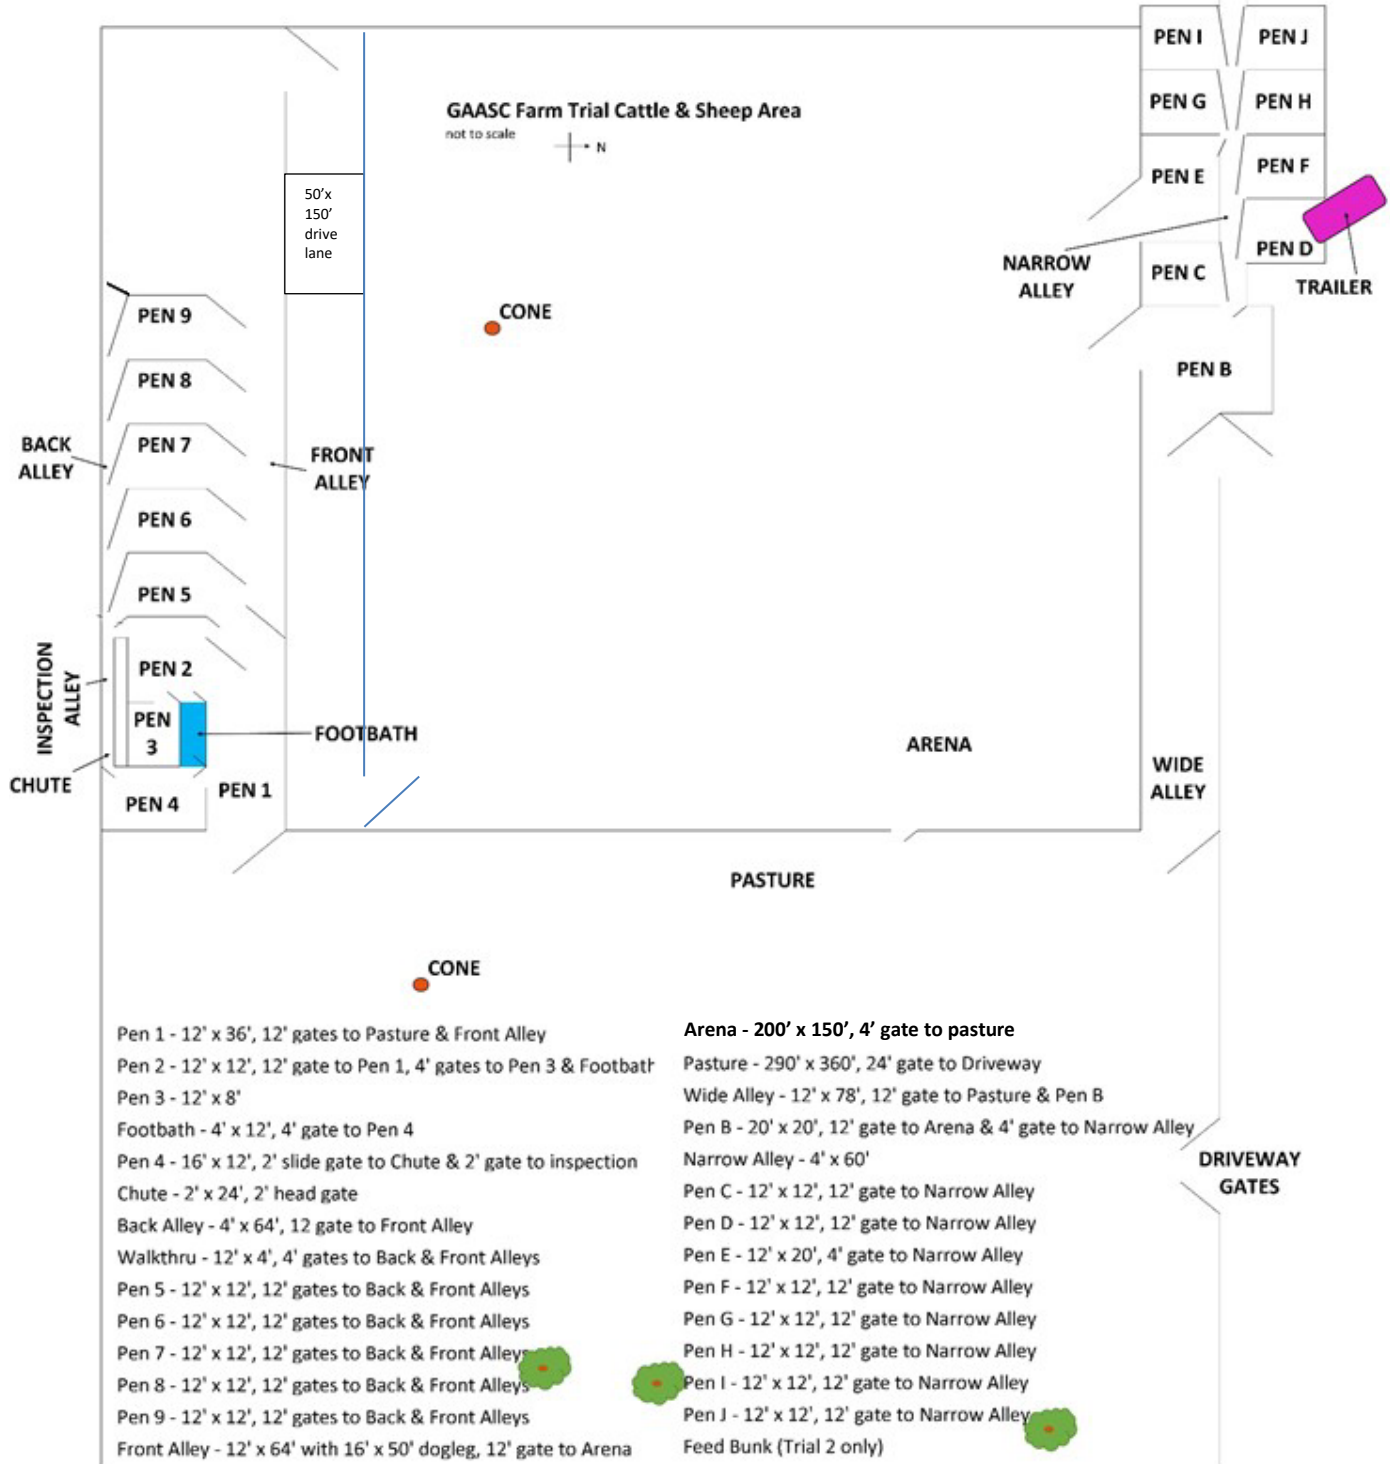 PEN I
PEN J
GAASC Farm Trial Cattle & Sheep Area
not to scale
N
PEN G
PEN H
PEN E
PEN F
50'x
150'
drive
lane
NARROW
ALLEY
PEN D
PEN C
TRAILER
CONE
PEN 9
PEN 8
PEN B
PEN 7
BACK
ALLEY
FRONT
ALLEY
PEN 6
PEN 5
INSPECTION
ALLEY
PEN 2
PEN
3
FOOTBATH
ARENA
CHUTE
PEN 1
PEN 4
WIDE
ALLEY
PASTURE
CONE
Pen 1 - 12' x 36', 12' gates to Pasture & Front Alley
Pen 2 - 12' x 12', 12' gate to Pen 1, 4' gates to Pen 3 & Footbath
Pen 3 - 12' x 8'
Footbath - 4' x 12', 4' gate to Pen 4
Pen 4 - 16' x 12', 2' slide gate to Chute & 2' gate to inspection
Chute - 2' x 24', 2' head gate
Back Alley - 4' x 64', 12 gate to Front Alley
Walkthru - 12' x 4', 4' gates to Back & Front Alleys
Pen 5 - 12' x 12', 12' gates to Back & Front Alleys
Pen 6 - 12' x 12', 12' gates to Back & Front Alleys
Pen 7 - 12' x 12', 12' gates to Back & Front Alleys
Pen 8 - 12' x 12', 12' gates to Back & Front Alleys
Pen 9 - 12' x 12', 12' gates to Back & Front Alleys
Front Alley - 12' x 64' with 16' x 50' dogleg, 12' gate to Arena
Arena - 200' x 150', 4' gate to pasture
Pasture - 290' x 360', 24' gate to Driveway
Wide Alley - 12' x 78', 12' gate to Pasture & Pen B
Pen B - 20' x 20', 12' gate to Arena & 4' gate to Narrow Alley
Narrow Alley - 4' x 60'
Pen C - 12' x 12', 12' gate to Narrow Alley
Pen D - 12' x 12', 12' gate to Narrow Alley
Pen E - 12' x 20', 4' gate to Narrow Alley
Pen F - 12' x 12', 12' gate to Narrow Alley
Pen G - 12' x 12', 12' gate to Narrow Alley
Pen H - 12' x 12', 12' gate to Narrow Alley
Pen I - 12' x 12', 12' gate to Narrow Alley
Pen J - 12' x 12', 12' gate to Narrow Alley
Feed Bunk (Trial 2 only)
DRIVEWAY
GATES